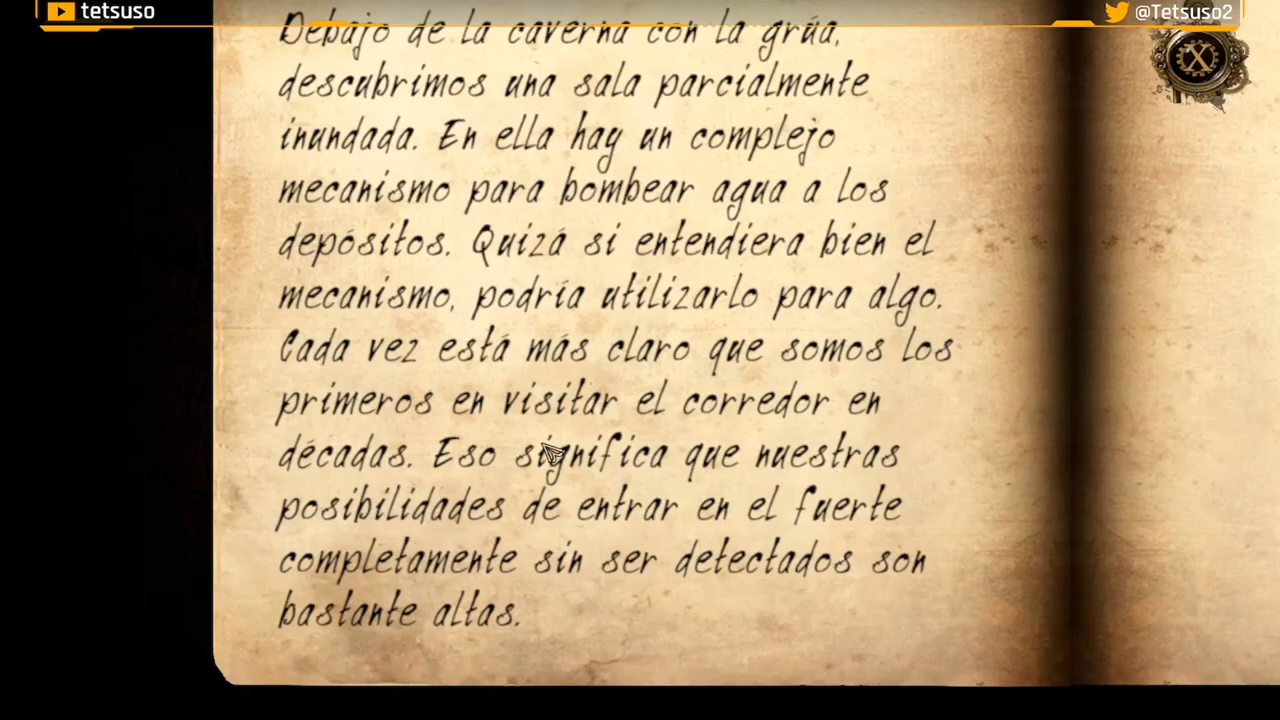 tetsuso
@Tetsuso2
Debajo de la caverna con la grúa,
descubrimos una sala parcialmente
inundada. En ella hay un complejo
mecanismo para bombear agua a los
depósitos. Quizá si entendiera bien el
mecanismo, podría utilizarlo para algo.
Cada vez está más claro que somos los
primeros en visitar el corredor en
décadas. Eso significa que nuestras
posibilidades de entrar en el fuerte
completamente sin ser detectados son
bastante altas.
X